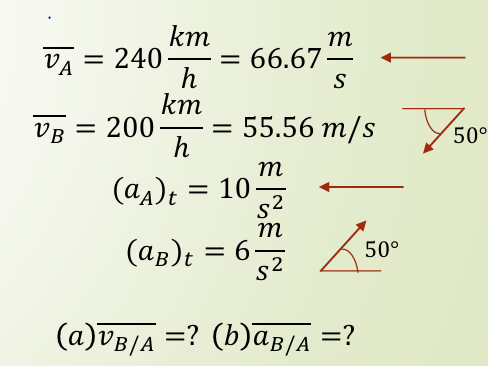 v_A = 240 km/h = 66.67 m/s
v_B = 200 km/h = 55.56 m/s 50°
(a_A)_t = 10 m/s²
(a_B)_t = 6 m/s² 50°
(a) v_B/A =? (b) a_B/A =?